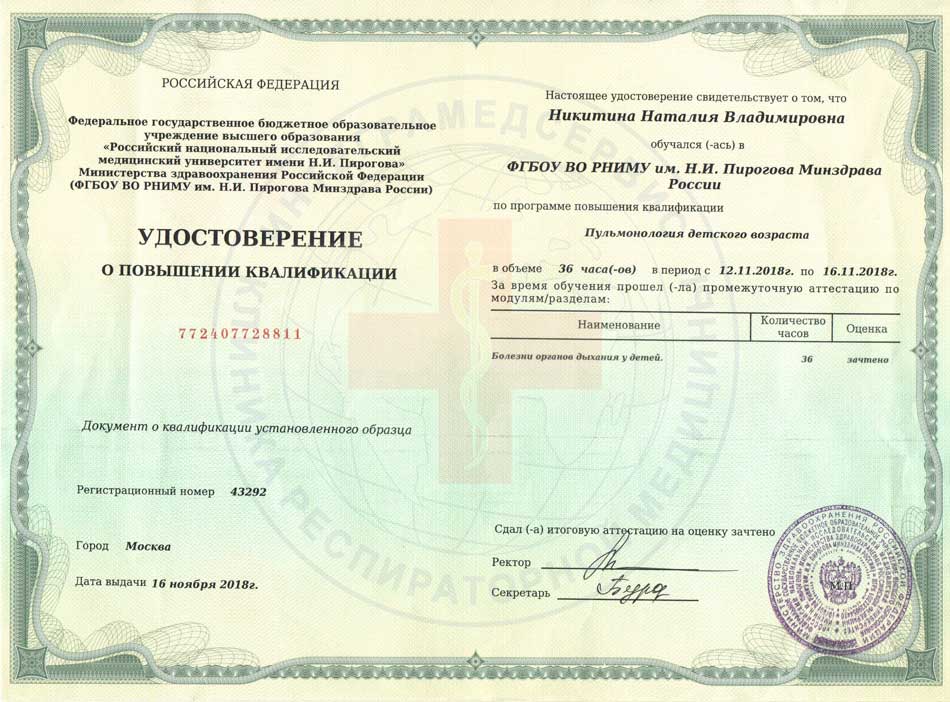 РОССИЙСКАЯ ФЕДЕРАЦИЯ
Федеральное государственное бюджетное образовательное
учреждение высшего образования
«Российский национальный исследовательский
медицинский университет имени Н.И. Пирогова»
Министерства здравоохранения Российской Федерации
(ФГБОУ ВО РНИМУ им. Н.И. Пирогова Минздрава России)
УДОСТОВЕРЕНИЕ
О ПОВЫШЕНИИ КВАЛИФИКАЦИИ
772407728811
Документ о квалификации установленного образца
Регистрационный номер 43292
Город Москва
Дата выдачи 16 ноября 2018г.
Настоящее удостоверение свидетельствует о том, что
Никитина Наталия Владимировна
обучался (-ась) в
ФГБОУ ВО РНИМУ им. Н.И. Пирогова Минздрава
России
по программе повышения квалификации
Пульмонология детского возраста
в объеме 36 часа(-ов) в период с 12.11.2018г. по 16.11.2018г.
За время обучения прошел (-ла) промежуточную аттестацию по
модулям/разделам:
Наименование Количество часов Оценка
Болезни органов дыхания у детей. 36 зачтено
Сдал (-а) итоговую аттестацию на оценку зачтено
Ректор
Секретарь
М.П.